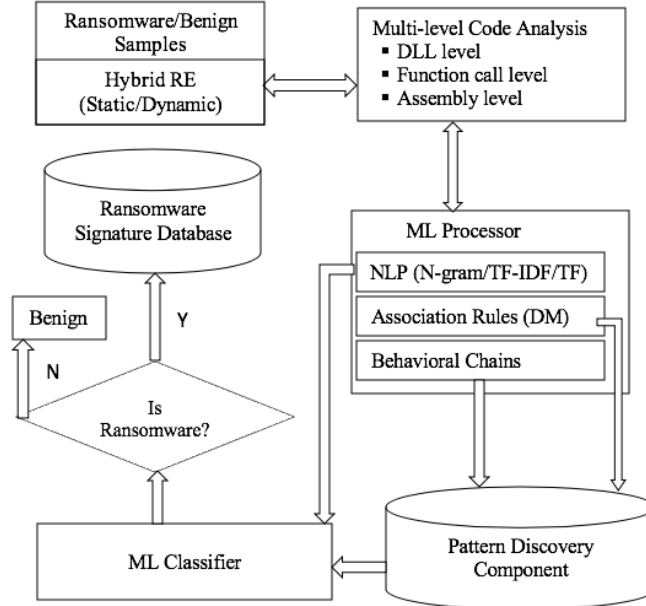 Ransomware/Benign
Samples
Hybrid RE
(Static/Dynamic)
Multi-level Code Analysis
▪ DLL level
▪ Function call level
▪ Assembly level
Ransomware
Signature Database
ML Processor
NLP (N-gram/TF-IDF/TF)
Association Rules (DM)
Behavioral Chains
Benign
Y
N
Is
Ransomware?
ML Classifier
Pattern Discovery
Component